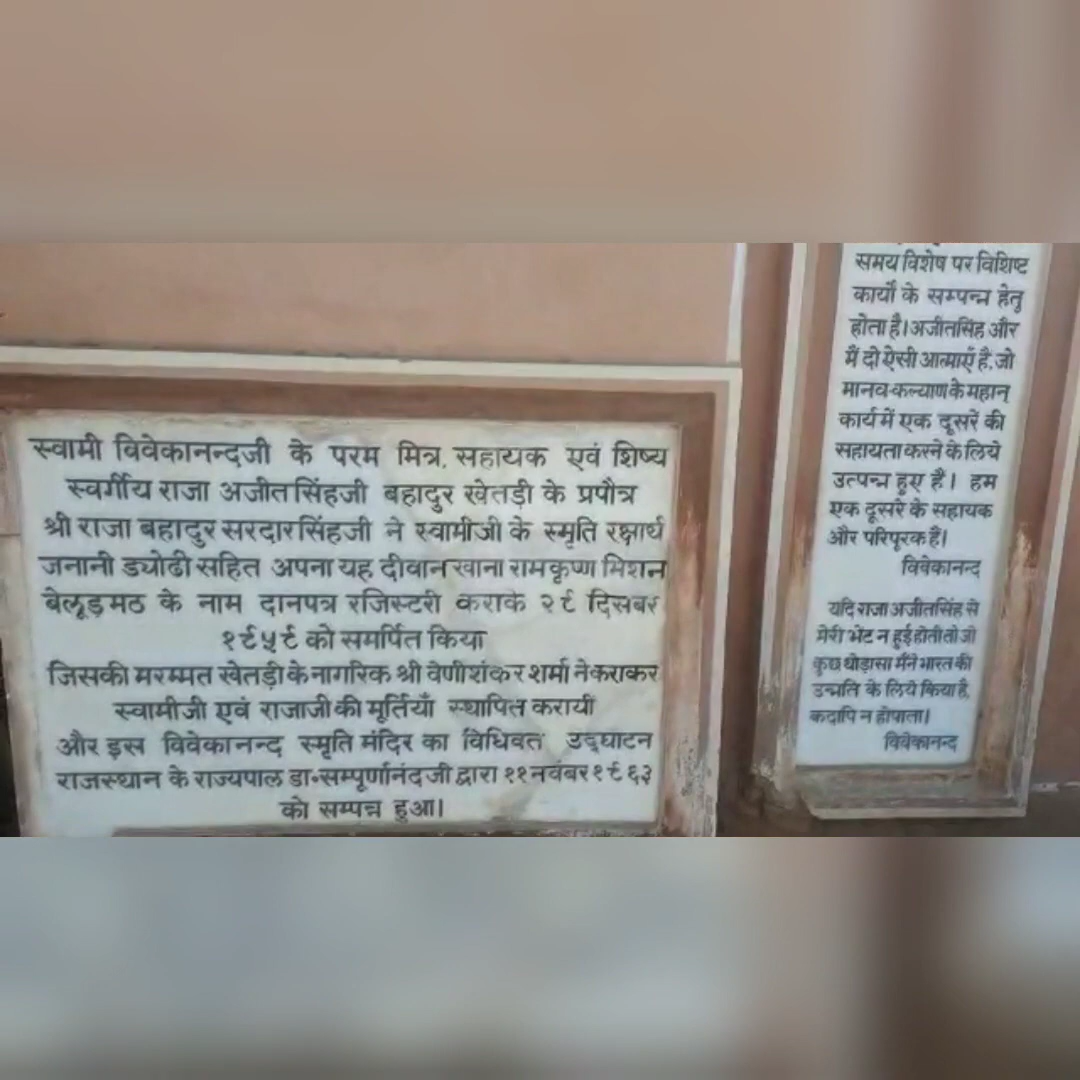 स्वामी विवेकानन्दजी के परम मित्र, सहायक एवं शिष्य
स्वर्गीय राजा अजीतसिंहजी बहादुर खेतड़ी के प्रपौत्र
श्री राजा बहादुर सरदारसिंहजी ने स्वामीजी के स्मृति रक्षार्थ
जनानी ड्योढी सहित अपना यह दीवानखाना रामकृष्ण मिशन
बेलूड़मठ के नाम दानपत्र रजिस्टरी कराके २९ दिसंबर
१९५९ को समर्पित किया
जिसकी मरम्मत खेतड़ी के नागरिक श्री वेणीशंकर शर्मा ने कराकर
स्वामीजी एवं राजाजी की मूर्तियाँ स्थापित करायी
और इस विवेकानन्द स्मृति मंदिर का विधिवत उद्घाटन
राजस्थान के राज्यपाल डा॰सम्पूर्णानंदजी द्वारा ११ नवंबर १९६३
को सम्पन्न हुआ।
समय विशेष पर विशिष्ट
कार्यों के सम्पन्न हेतु
होता है। अजीतसिंह और
मैं दो ऐसी आत्माएँ है, जो
मानव-कल्याण के महान्
कार्य में एक दूसरे की
सहायता करने के लिये
उत्पन्न हुए हैं। हम
एक दूसरे के सहायक
और परिपूरक हैं।
विवेकानन्द
यदि राजा अजीतसिंह से
मेरी भेंट न हुई होती तो जो
कुछ थोड़ासा मैंने भारत की
उन्नति के लिये किया है,
कदापि न होपाता।
विवेकानन्द